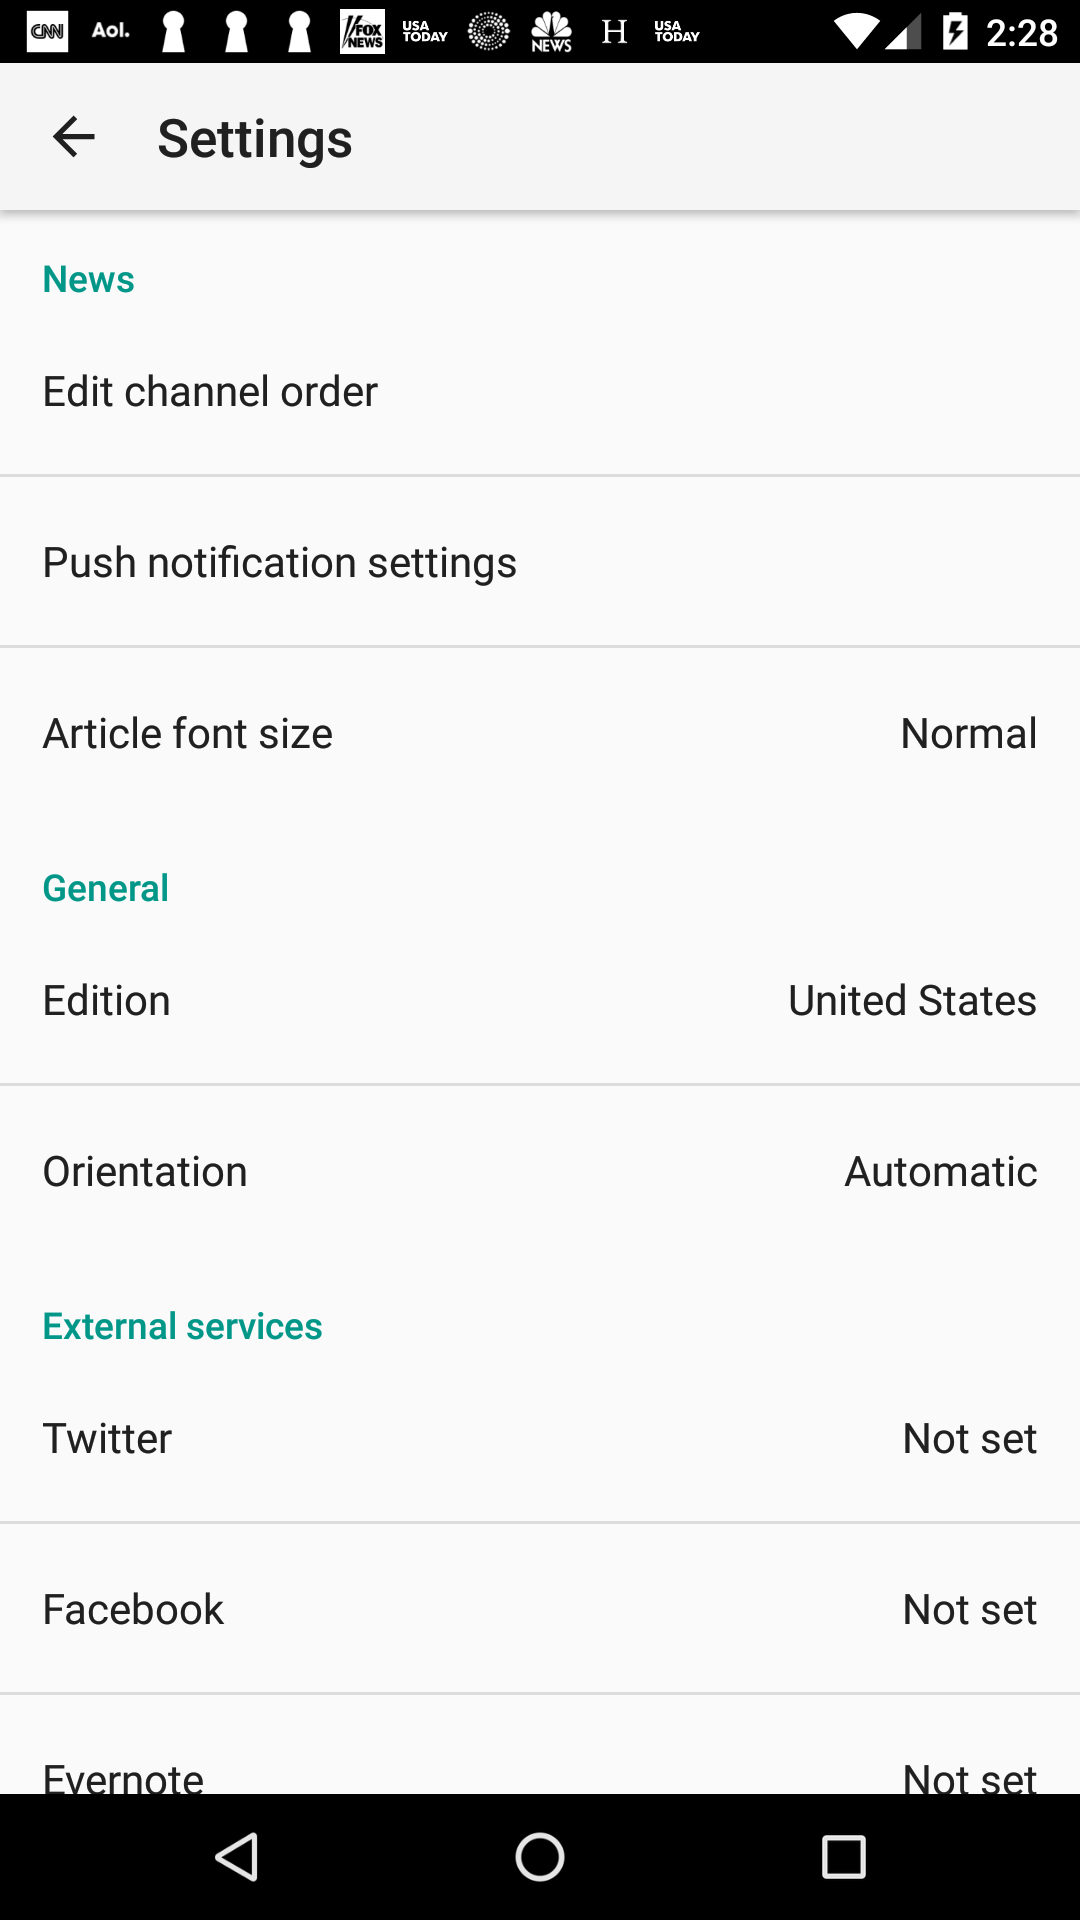 CNN Aol. FOX NEWS USA TODAY NEWS H USA TODAY 2:28
Settings
News
Edit channel order
Push notification settings
Article font size Normal
General
Edition United States
Orientation Automatic
External services
Twitter Not set
Facebook Not set
Evernote Not set